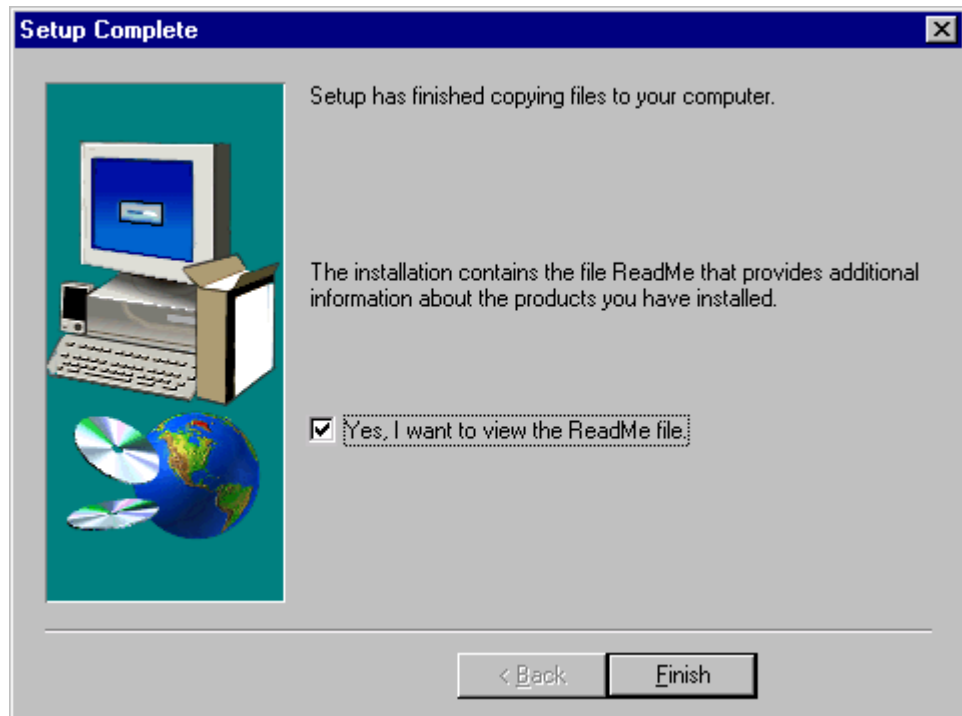 Setup Complete
Setup has finished copying files to your computer.
The installation contains the file ReadMe that provides additional
information about the products you have installed.
Yes, I want to view the ReadMe file.
< Back
Finish